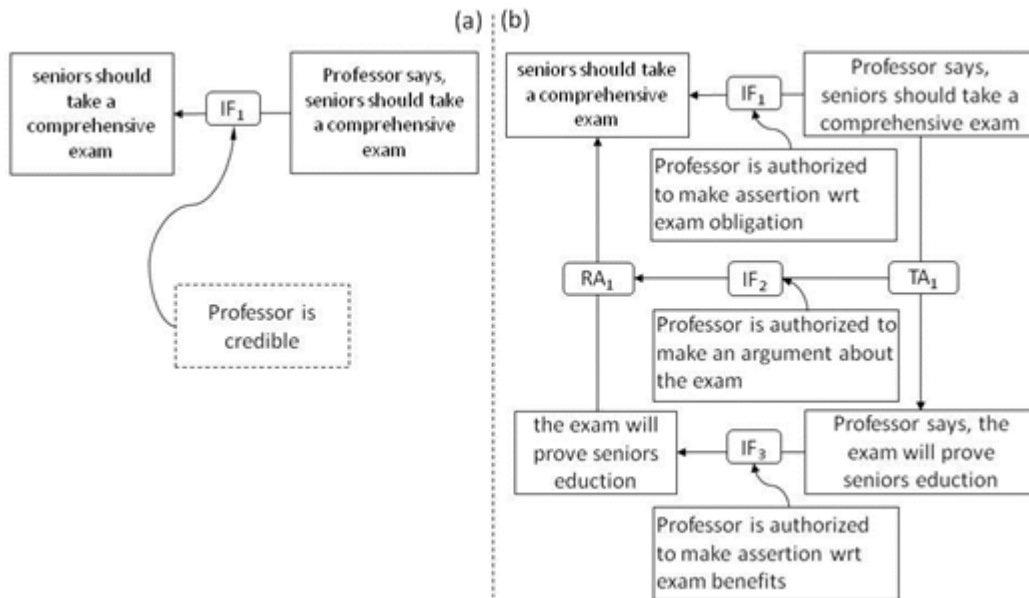 (a)
seniors should
take a
comprehensive
exam
IF₁
Professor says,
seniors should take
a comprehensive
exam
Professor is
credible
(b)
seniors should take
a comprehensive
exam
IF₁
Professor says,
seniors should take a
comprehensive exam
Professor is authorized
to make assertion wrt
exam obligation
RA₁
IF₂
TA₁
Professor is authorized to
make an argument about
the exam
the exam will
prove seniors
eduction
IF₃
Professor says, the
exam will prove
seniors eduction
Professor is authorized
to make assertion wrt
exam benefits